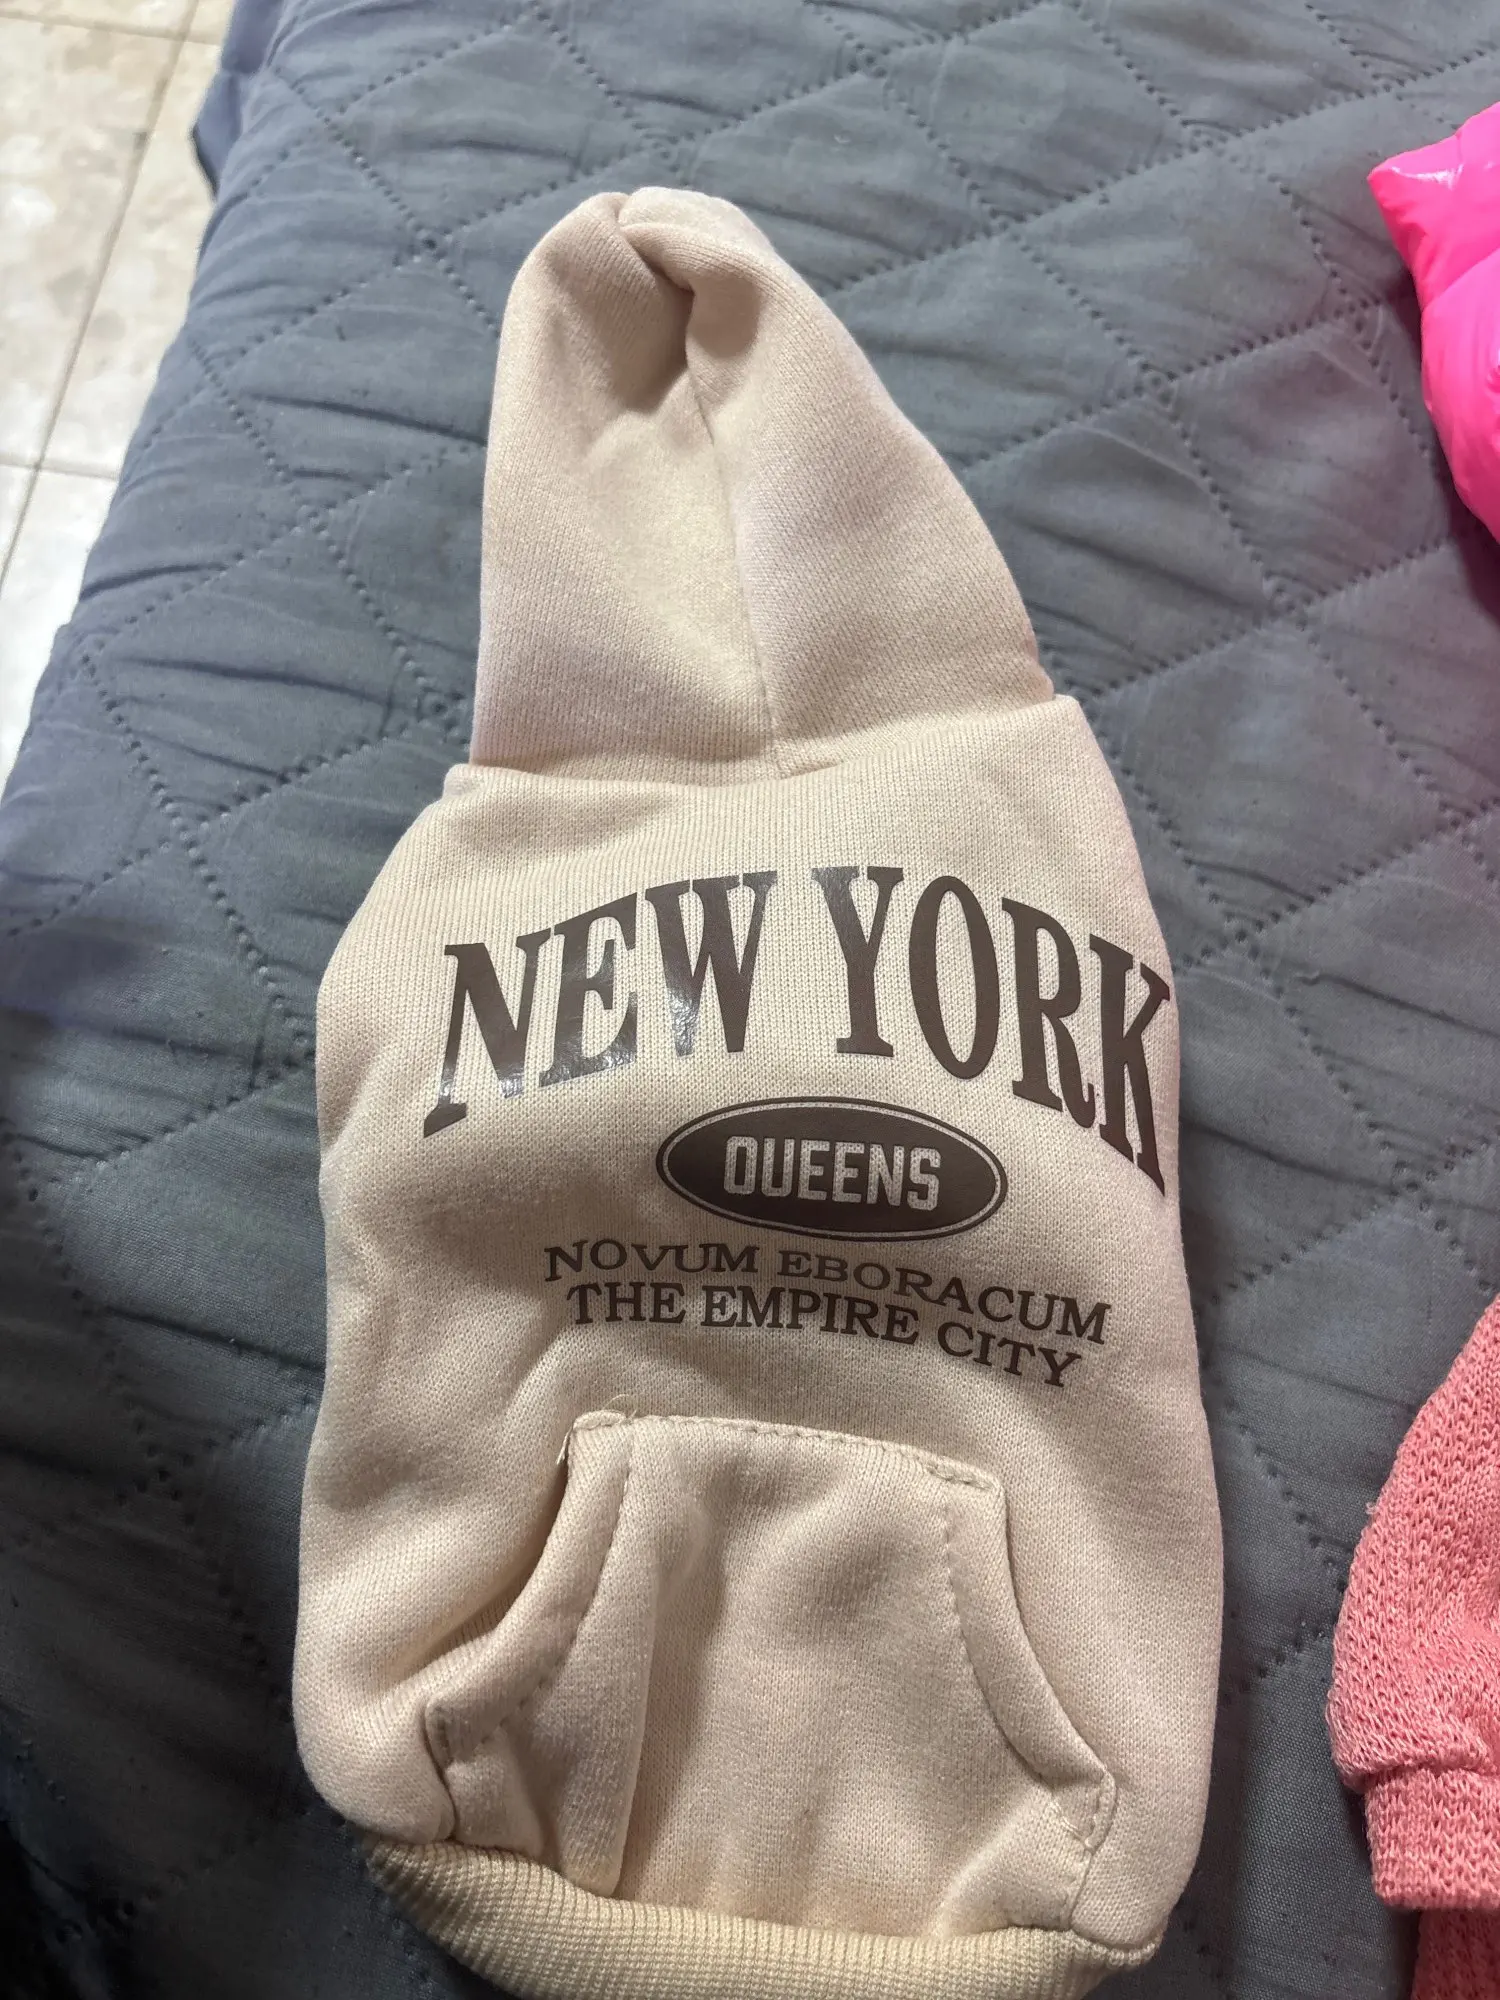 NEW YORK
QUEENS
NOVUM EBORACUM
THE EMPIRE CITY